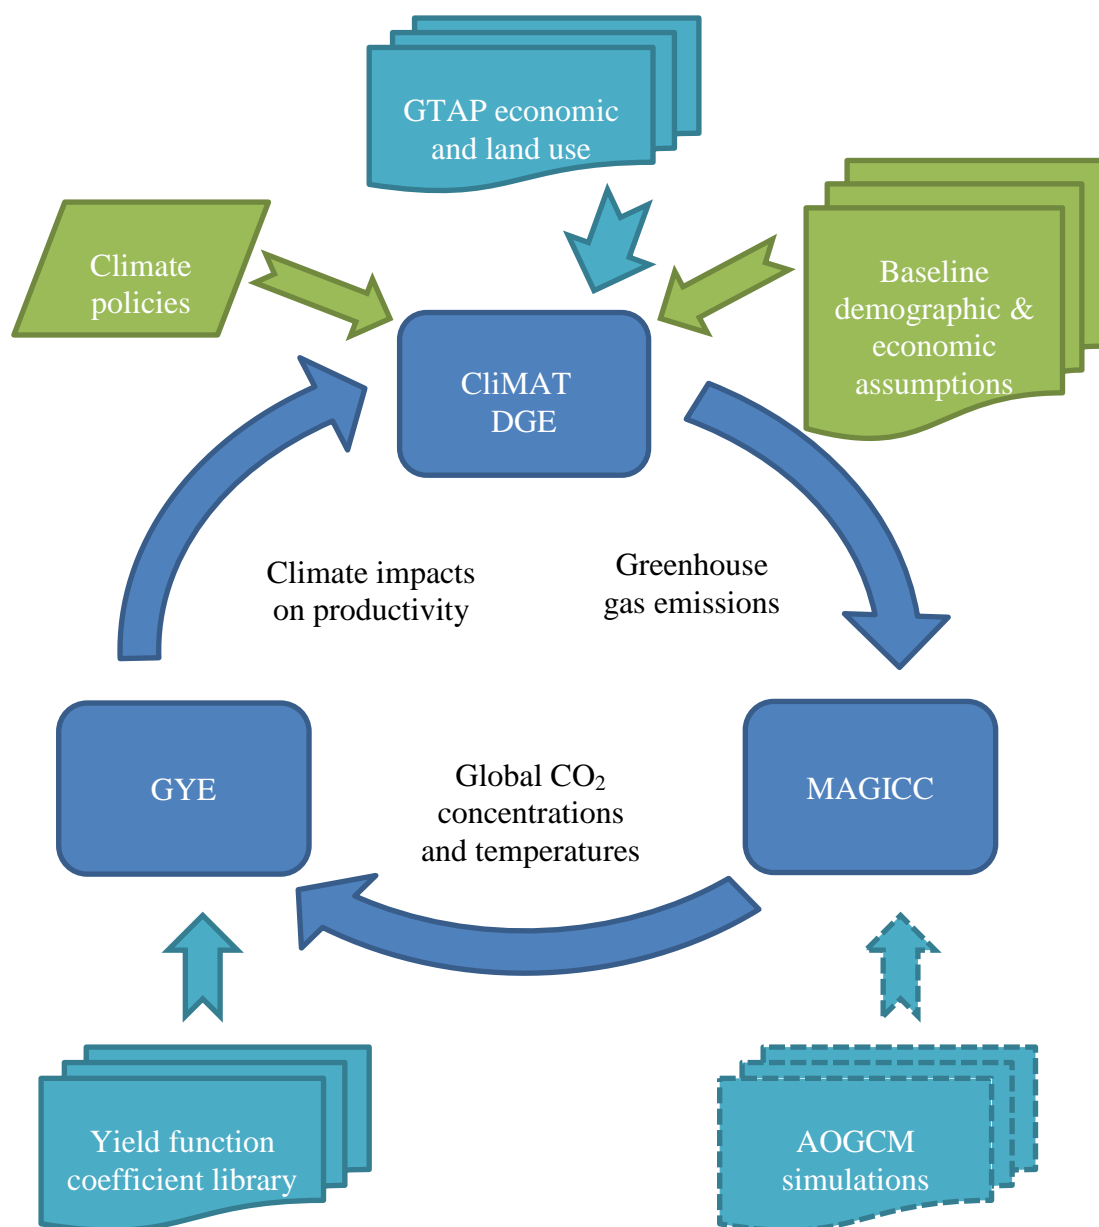 GTAP economic
and land use
Climate
policies
Baseline
demographic &
economic
assumptions
CliMAT
DGE
Climate impacts
on productivity
Greenhouse
gas emissions
GYE
Global CO₂
concentrations
and temperatures
MAGICC
Yield function
coefficient library
AOGCM
simulations